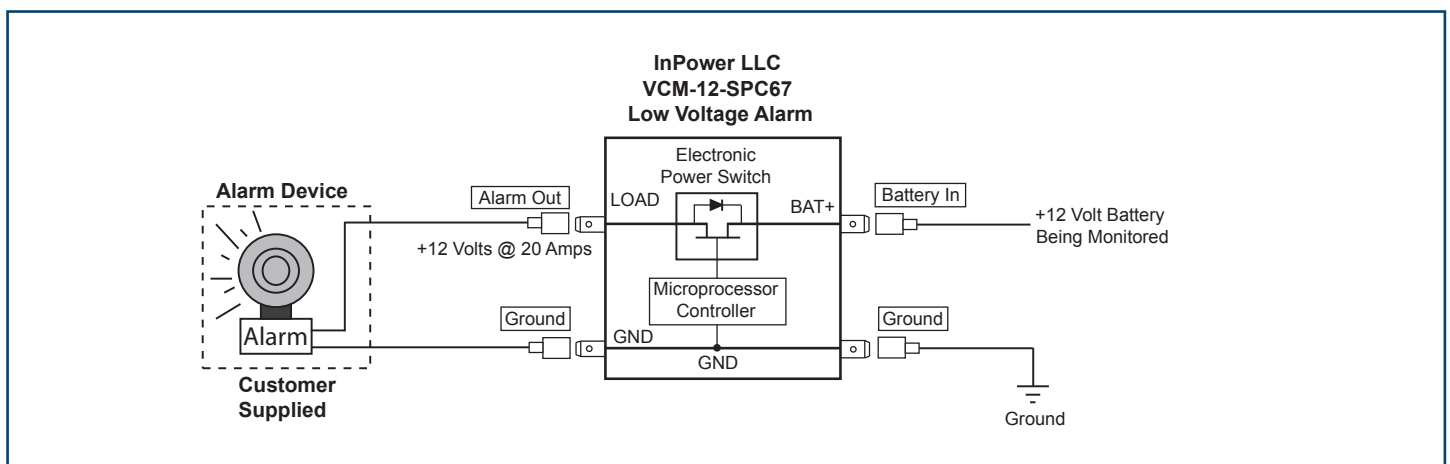 InPower LLC
VCM-12-SPC67
Low Voltage Alarm
Electronic
Power Switch
Alarm Device
Alarm Out
LOAD
BAT+
Battery In
+12 Volts @ 20 Amps
+12 Volt Battery
Being Monitored
Microprocessor
Controller
Alarm
Ground
GND
GND
Ground
Customer
Supplied
Ground